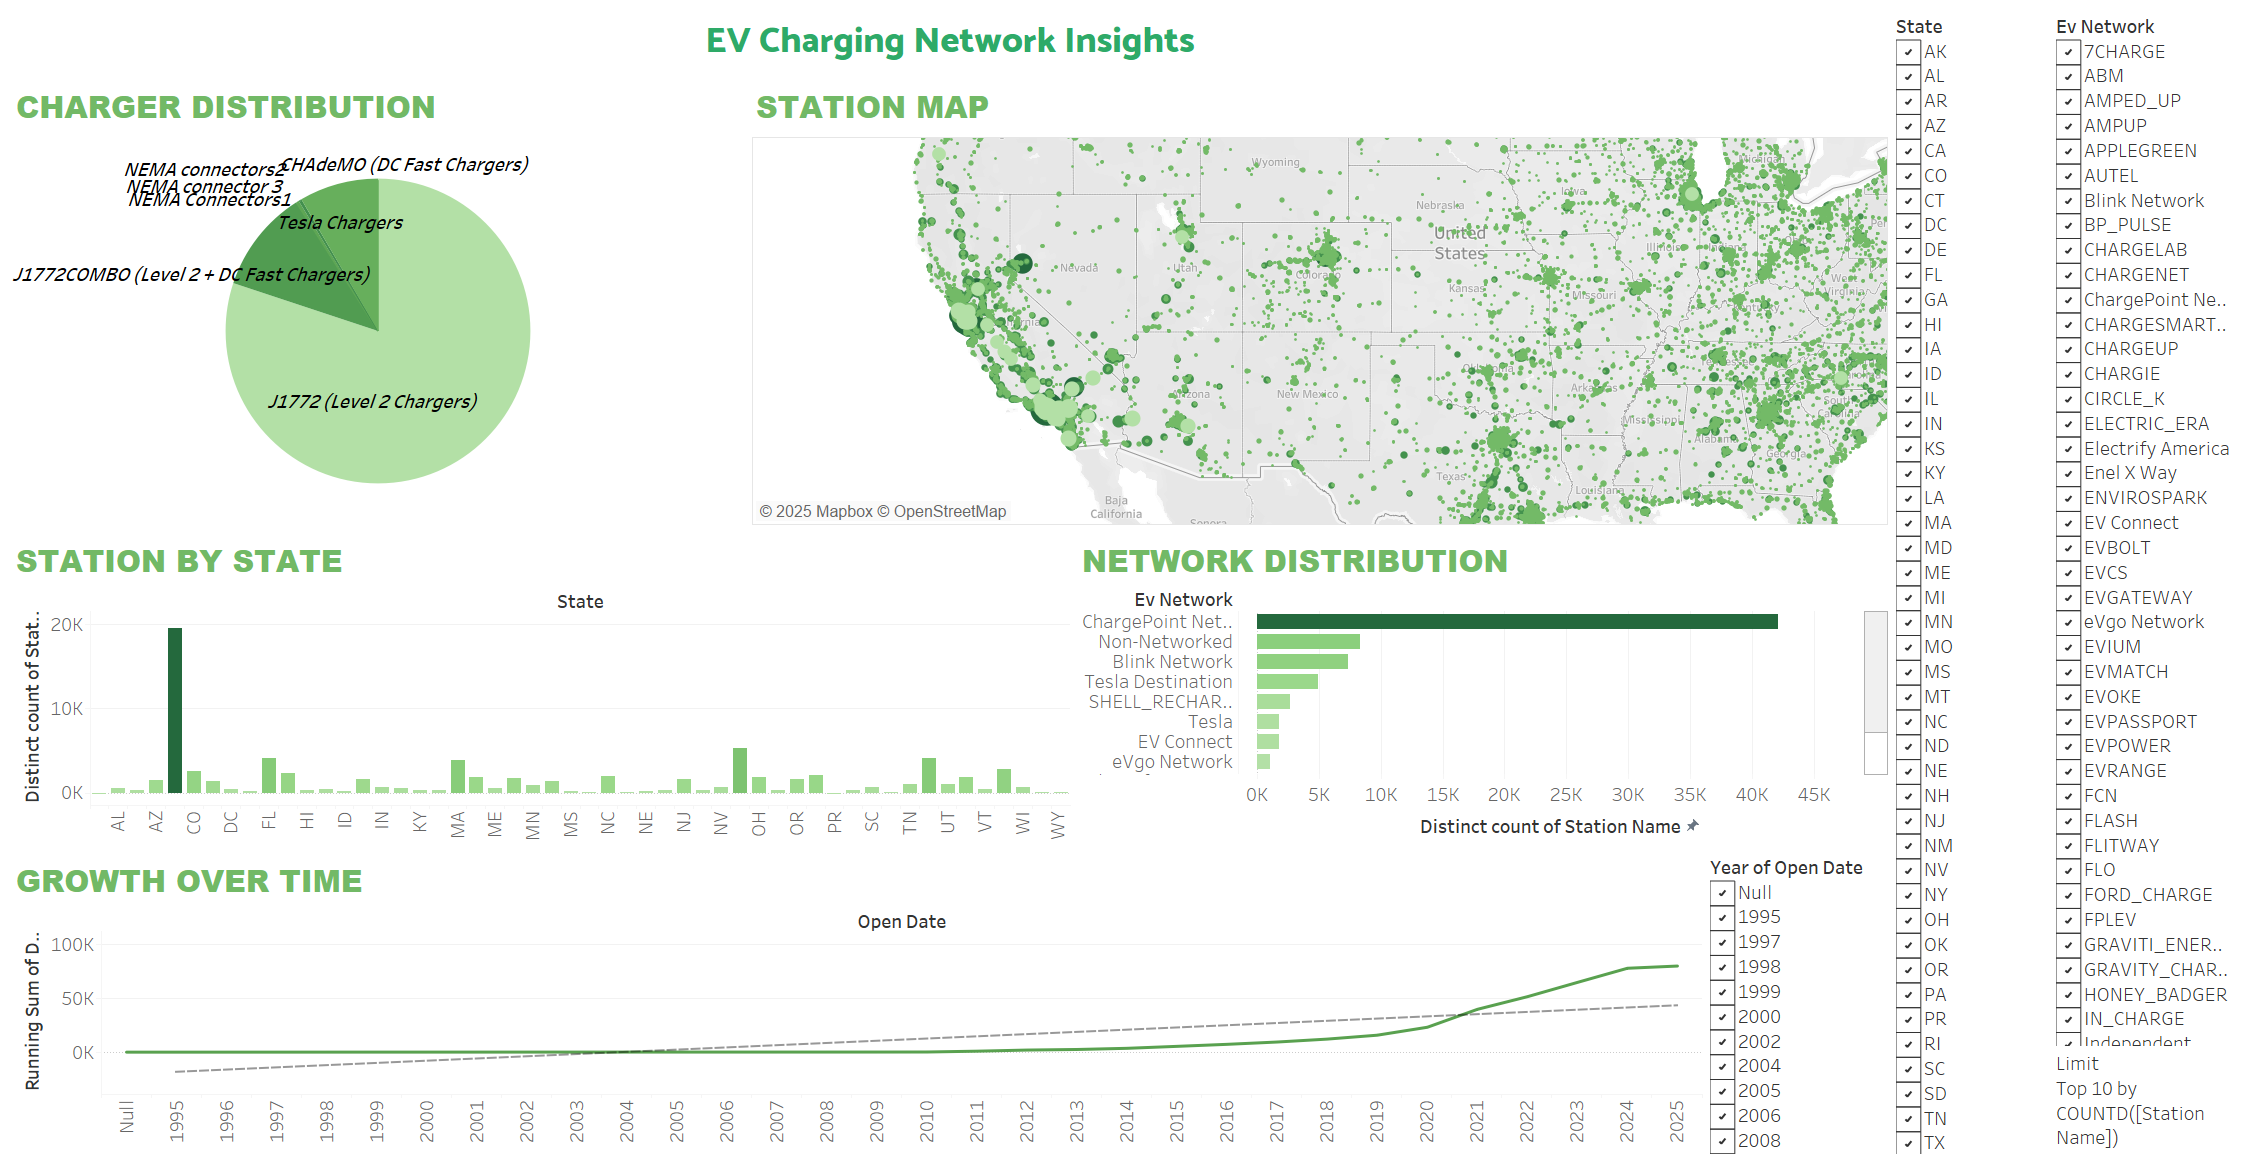 EV Charging Network Insights
CHARGER DISTRIBUTION
NEMA connectors2
CHAdeMO (DC Fast Chargers)
NEMA connector 3
NEMA Connectors1
Tesla Chargers
J1772COMBO (Level 2 + DC Fast Chargers)
J1772 (Level 2 Chargers)
STATION MAP
Wyoming
Michigan
Iowa
Nebraska
United
States
Illinois
Indiana
Nevada
Utah
Colorado
Kansas
Missouri
West
Virginia
Kentucky
Oklahoma
Arkansas
Arizona
New Mexico
Mississippi
Alabama
South
Carolina
Georgia
Texas
Louisiana
Baja
California
Sonora
© 2025 Mapbox © OpenStreetMap
STATION BY STATE
State
Distinct count of Stat..
20K
10K
0K
AL
AZ
CO
DC
FL
HI
ID
IN
KY
MA
ME
MN
MS
NC
NE
NJ
NV
OH
OR
PR
SC
TN
UT
VT
WI
WY
NETWORK DISTRIBUTION
Ev Network
ChargePoint Net..
Non-Networked
Blink Network
Tesla Destination
SHELL_RECHAR..
Tesla
EV Connect
eVgo Network
0K 5K 10K 15K 20K 25K 30K 35K 40K 45K
Distinct count of Station Name
GROWTH OVER TIME
Open Date
Running Sum of D..
100K
50K
0K
Null
1995
1996
1997
1998
1999
2000
2001
2002
2003
2004
2005
2006
2007
2008
2009
2010
2011
2012
2013
2014
2015
2016
2017
2018
2019
2020
2021
2022
2023
2024
2025
Year of Open Date
Null
1995
1997
1998
1999
2000
2002
2004
2005
2006
2008
State
AK
AL
AR
AZ
CA
CO
CT
DC
DE
FL
GA
HI
IA
ID
IL
IN
KS
KY
LA
MA
MD
ME
MI
MN
MO
MS
MT
NC
ND
NE
NH
NJ
NM
NV
NY
OH
OK
OR
PA
PR
RI
SC
SD
TN
TX
Ev Network
7CHARGE
ABM
AMPED_UP
AMPUP
APPLEGREEN
AUTEL
Blink Network
BP_PULSE
CHARGELAB
CHARGENET
ChargePoint Ne..
CHARGESMART..
CHARGEUP
CHARGIE
CIRCLE_K
ELECTRIC_ERA
Electrify America
Enel X Way
ENVIROSPARK
EV Connect
EVBOLT
EVCS
EVGATEWAY
eVgo Network
EVIUM
EVMATCH
EVOKE
EVPASSPORT
EVPOWER
EVRANGE
FCN
FLASH
FLITWAY
FLO
FORD_CHARGE
FPLEV
GRAVITI_ENER..
GRAVITY_CHAR..
HONEY_BADGER
IN_CHARGE
Independent
Limit
Top 10 by
COUNTD([Station
Name])